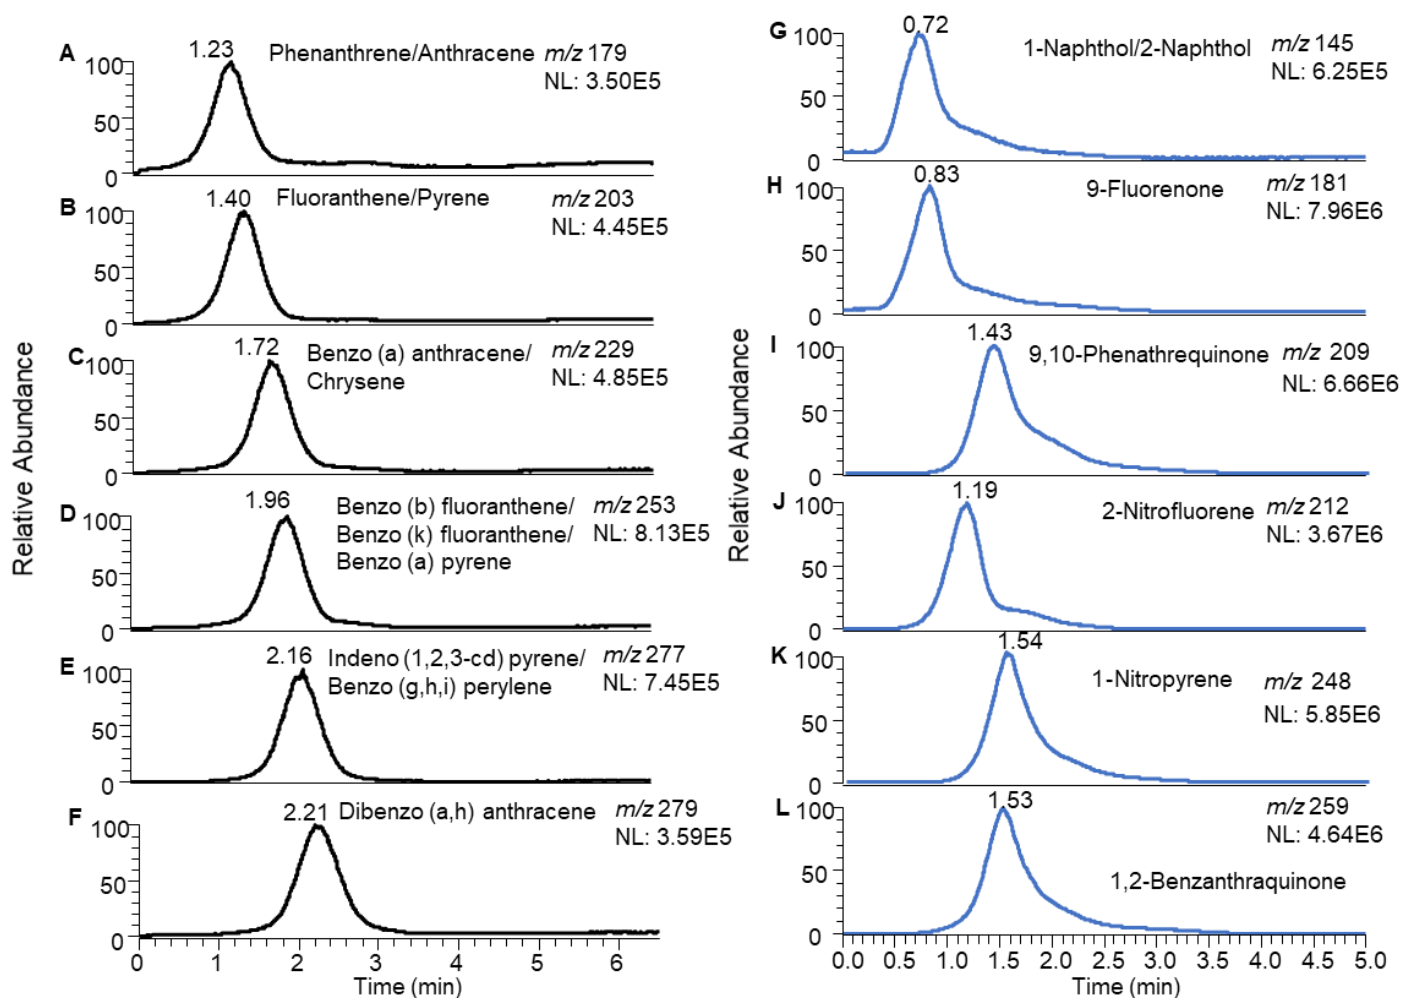 Relative Abundance
A
1.23
Phenanthrene/Anthracene
m/z 179
NL: 3.50E5
100
50
0
B
1.40
Fluoranthene/Pyrene
m/z 203
NL: 4.45E5
100
50
0
C
1.72
Benzo (a) anthracene/
Chrysene
m/z 229
NL: 4.85E5
100
50
0
D
1.96
Benzo (b) fluoranthene/
Benzo (k) fluoranthene/
Benzo (a) pyrene
m/z 253
NL: 8.13E5
100
50
0
E
2.16
Indeno (1,2,3-cd) pyrene/
Benzo (g,h,i) perylene
m/z 277
NL: 7.45E5
100
50
0
F
2.21
Dibenzo (a,h) anthracene
m/z 279
NL: 3.59E5
100
50
0
0 1 2 3 4 5 6
Time (min)
Relative Abundance
G
0.72
1-Naphthol/2-Naphthol
m/z 145
NL: 6.25E5
100
50
0
H
0.83
9-Fluorenone
m/z 181
NL: 7.96E6
100
50
0
I
1.43
9,10-Phenathrequinone
m/z 209
NL: 6.66E6
100
50
0
J
1.19
2-Nitrofluorene
m/z 212
NL: 3.67E6
100
50
0
K
1.54
1-Nitropyrene
m/z 248
NL: 5.85E6
100
50
0
L
1.53
m/z 259
NL: 4.64E6
1,2-Benzanthraquinone
100
50
0
0.0 0.5 1.0 1.5 2.0 2.5 3.0 3.5 4.0 4.5 5.0
Time (min)